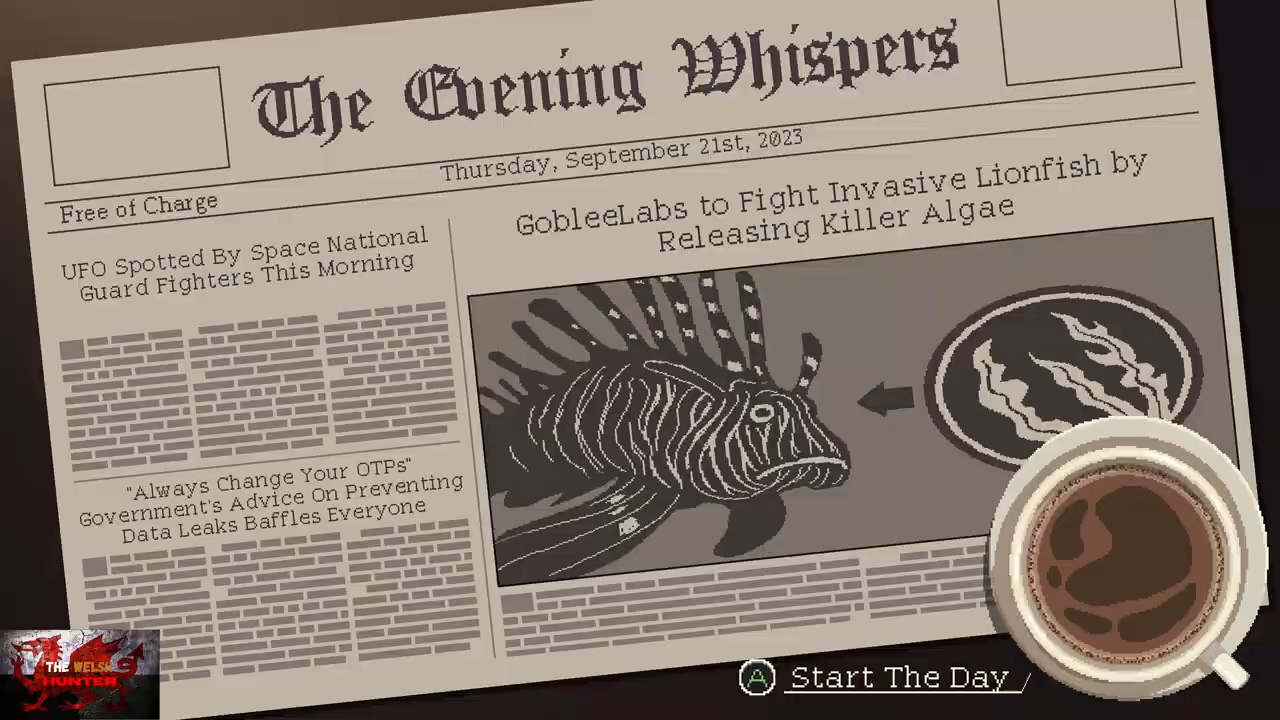 The Evening Whispers
Thursday, September 21st, 2023
Free of Charge
UFO Spotted By Space National
Guard Fighters This Morning
"Always Change Your OTPs"
Government's Advice On Preventing
Data Leaks Baffles Everyone
GobleeLabs to Fight Invasive Lionfish by
Releasing Killer Algae
THE WELSH
HUNTER
A Start The Day